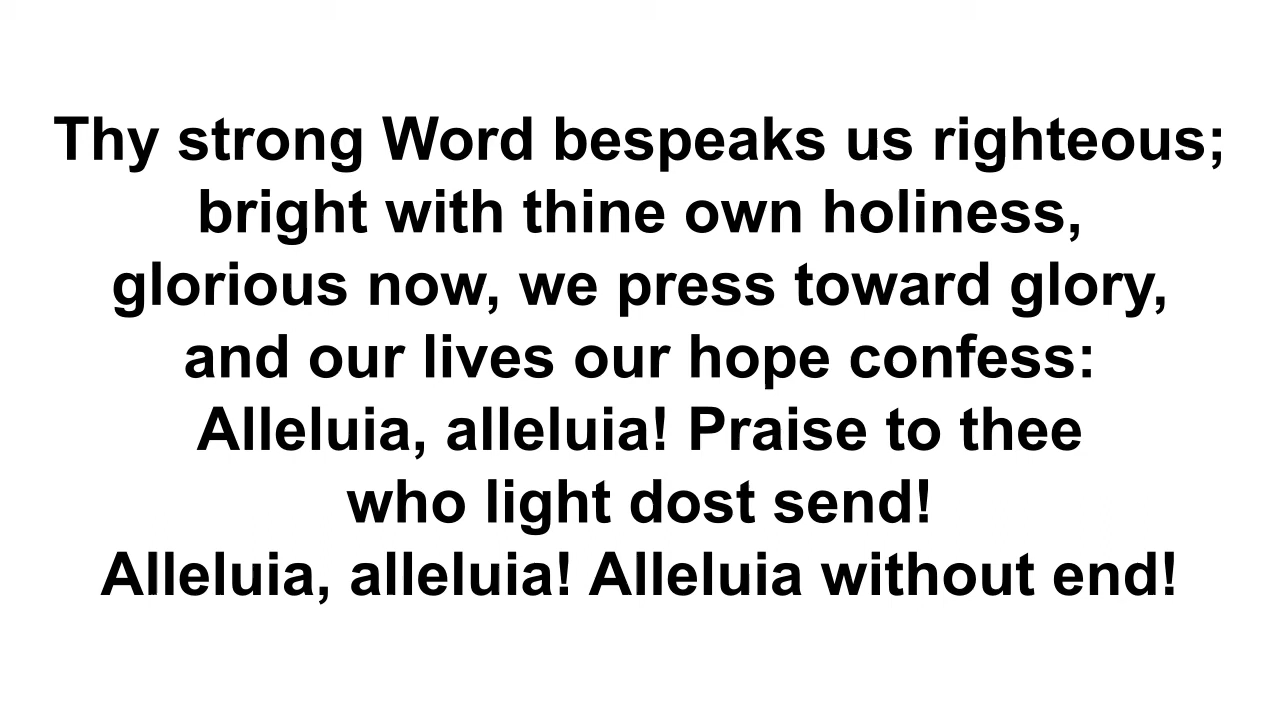 Thy strong Word bespeaks us righteous;
bright with thine own holiness,
glorious now, we press toward glory,
and our lives our hope confess:
Alleluia, alleluia! Praise to thee
who light dost send!
Alleluia, alleluia! Alleluia without end!